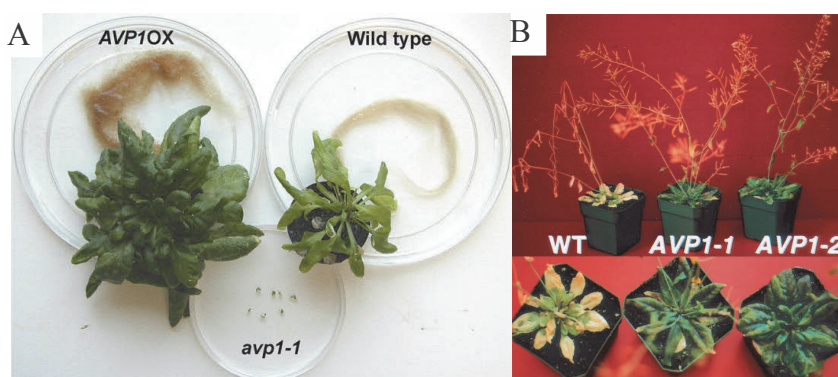 A
AVP1OX
Wild type
avp1-1
B
WT AVP1-1 AVP1-2